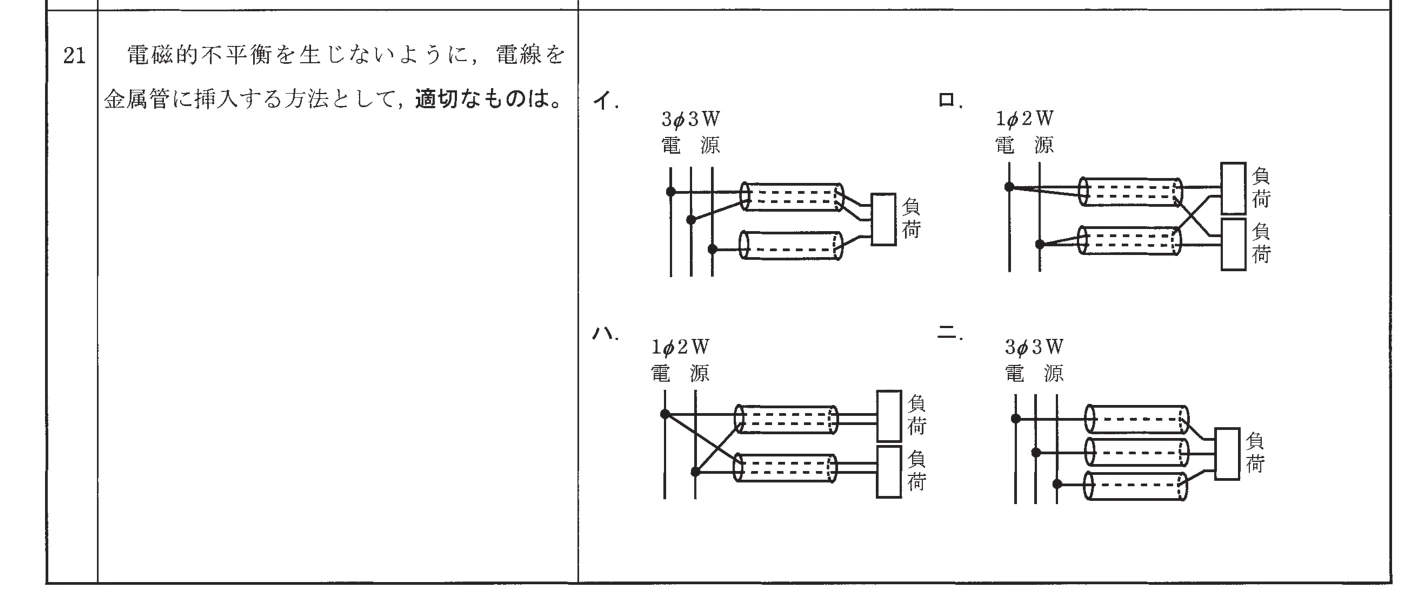 21
電磁的不平衡を生じないように，電線を
金属管に挿入する方法として，適切なものは。
イ.
3φ3W
電 源
負
荷
ロ.
1φ2W
電 源
負
荷
負
荷
ハ.
1φ2W
電 源
負
荷
負
荷
ニ.
3φ3W
電 源
負
荷